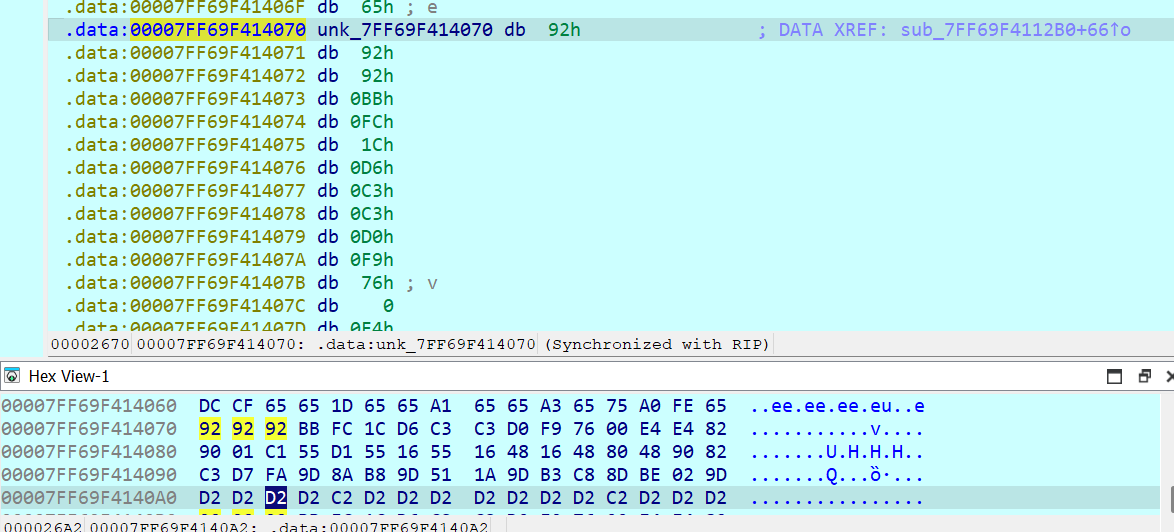 .data:00007FF69F41406F db 65h ; e
.data:00007FF69F414070 unk_7FF69F414070 db 92h ; DATA XREF: sub_7FF69F4112B0+66↑o
.data:00007FF69F414071 db 92h
.data:00007FF69F414072 db 92h
.data:00007FF69F414073 db 0BBh
.data:00007FF69F414074 db 0FCh
.data:00007FF69F414075 db 1Ch
.data:00007FF69F414076 db 0D6h
.data:00007FF69F414077 db 0C3h
.data:00007FF69F414078 db 0C3h
.data:00007FF69F414079 db 0D0h
.data:00007FF69F41407A db 0F9h
.data:00007FF69F41407B db 76h ; v
.data:00007FF69F41407C db 0
.data:00007FF69F41407D db 0E4h
00002670 00007FF69F414070: .data:unk_7FF69F414070 (Synchronized with RIP)
Hex View-1
00007FF69F414060 DC CF 65 65 1D 65 65 A1 65 65 A3 65 75 A0 FE 65 ..ee.ee.ee.eu..e
00007FF69F414070 92 92 92 BB FC 1C D6 C3 C3 D0 F9 76 00 E4 E4 82 ...........v....
00007FF69F414080 90 01 C1 55 D1 55 16 55 16 48 16 48 80 48 90 82 .......U.H.H.H..
00007FF69F414090 C3 D7 FA 9D 8A B8 9D 51 1A 9D B3 C8 8D BE 02 9D .......Q...ȍ·...
00007FF69F4140A0 D2 D2 D2 D2 C2 D2 D2 D2 D2 D2 D2 D2 C2 D2 D2 D2 ................
000026A2 00007FF69F4140A2: .data:00007FF69F4140A2